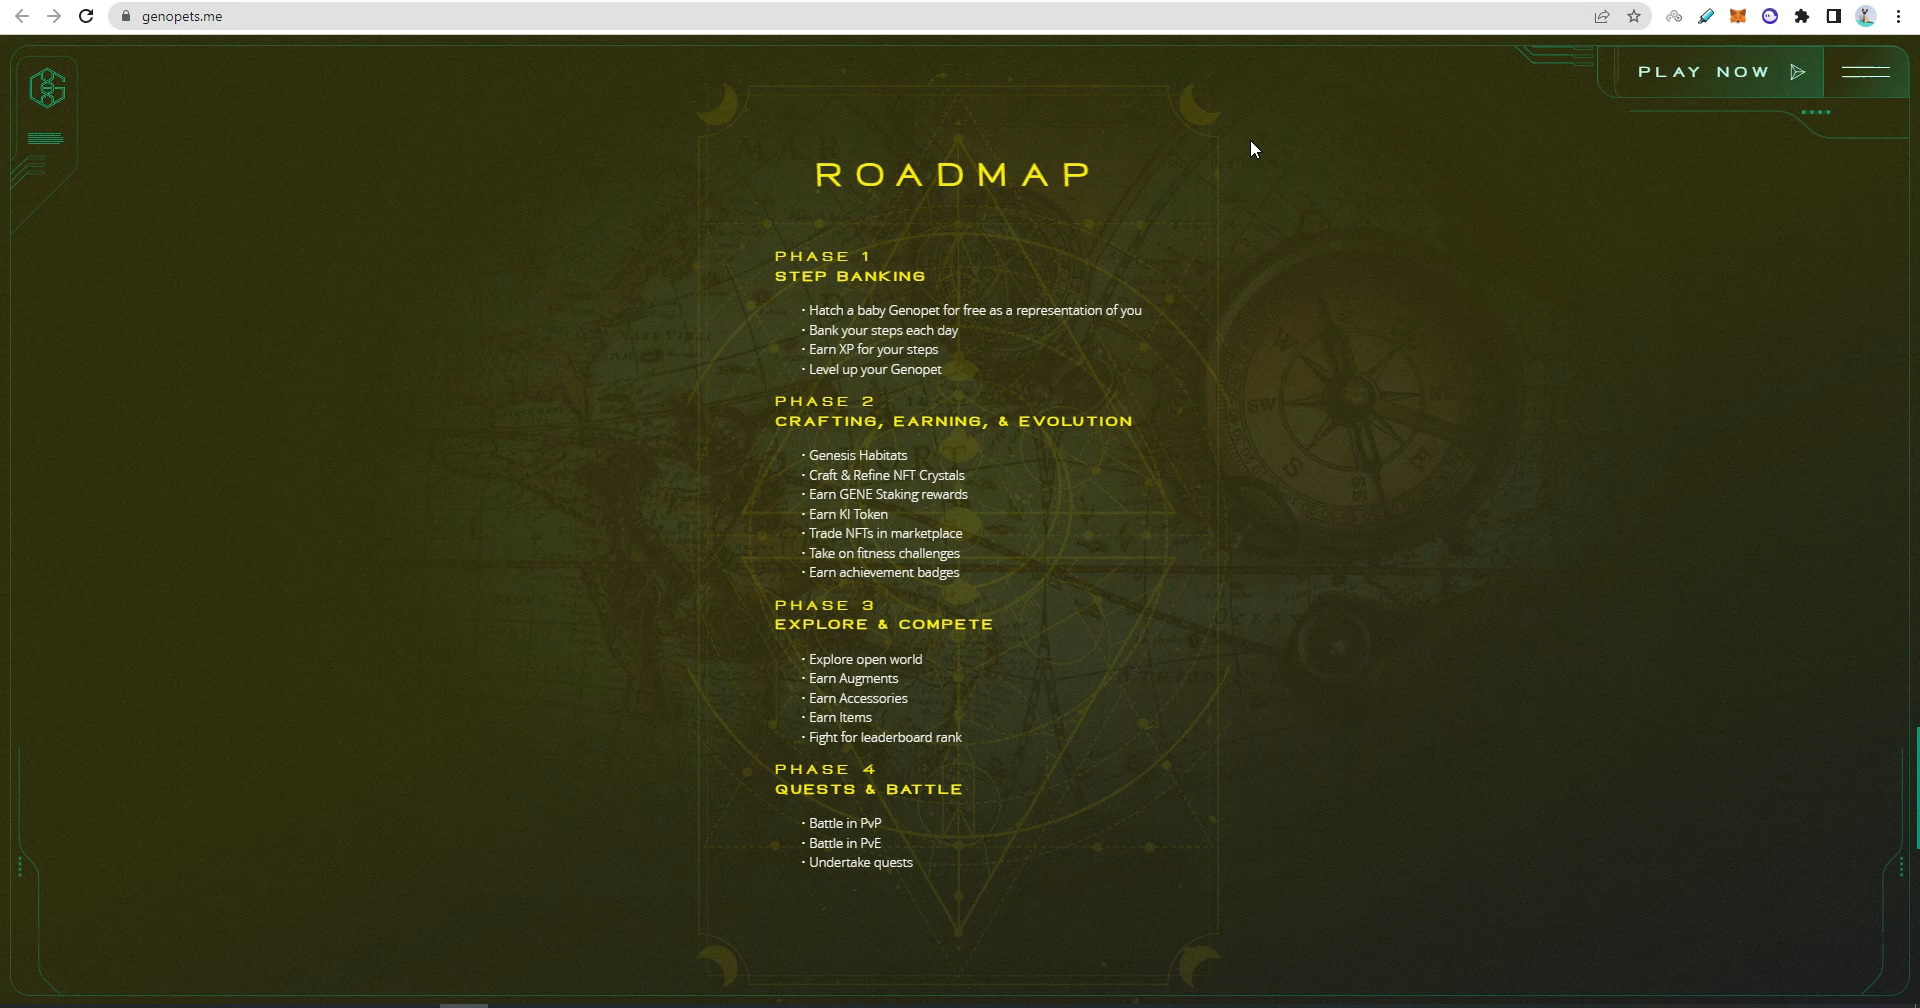 genopets.me
PLAY NOW
ROADMAP
PHASE 1
STEP BANKING
· Hatch a baby Genopet for free as a representation of you
· Bank your steps each day
· Earn XP for your steps
· Level up your Genopet
PHASE 2
CRAFTING, EARNING, & EVOLUTION
· Genesis Habitats
· Craft & Refine NFT Crystals
· Earn GENE Staking rewards
· Earn KI Token
· Trade NFTs in marketplace
· Take on fitness challenges
· Earn achievement badges
PHASE 3
EXPLORE & COMPETE
· Explore open world
· Earn Augments
· Earn Accessories
· Earn Items
· Fight for leaderboard rank
PHASE 4
QUESTS & BATTLE
· Battle in PvP
· Battle in PvE
· Undertake quests
SW
S
SE
E
NE
OCEAN